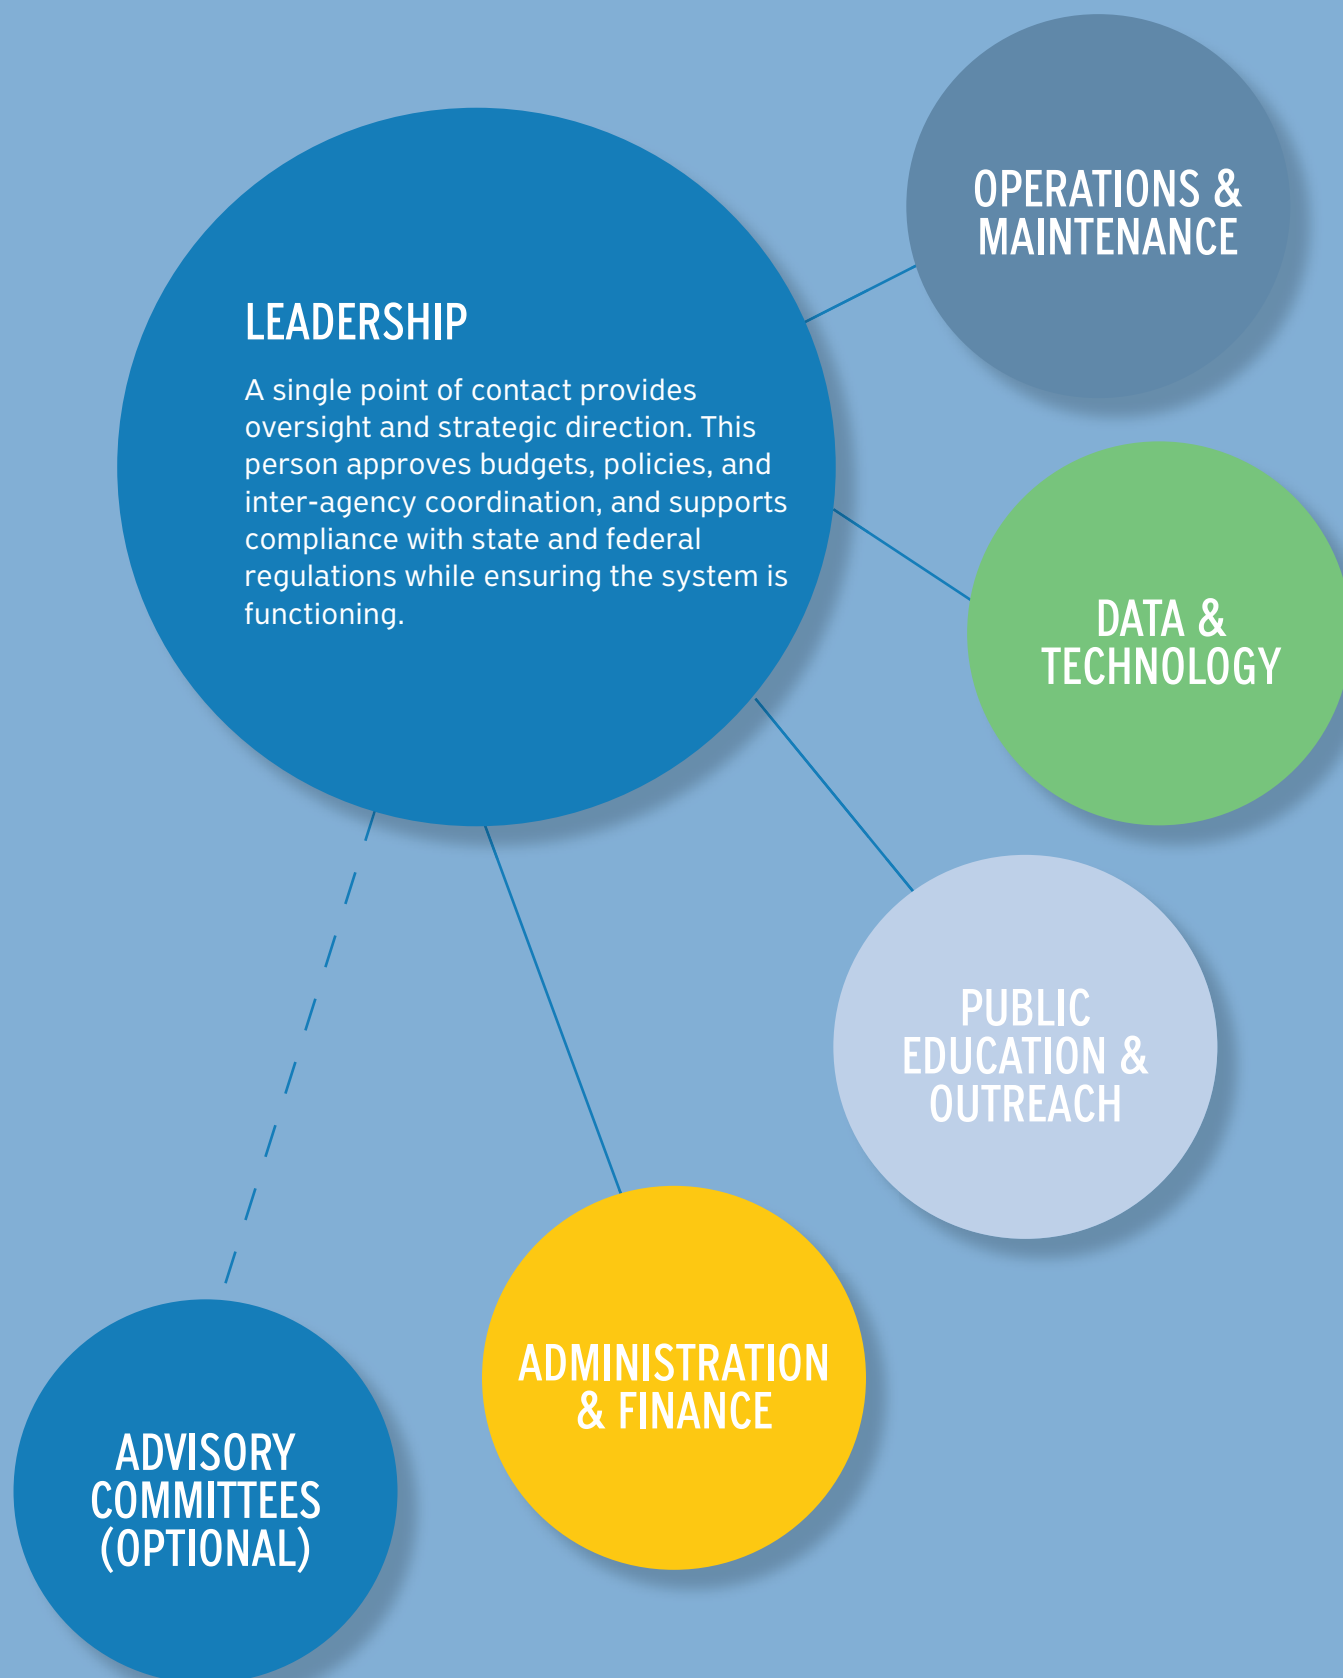 OPERATIONS &
MAINTENANCE
LEADERSHIP
A single point of contact provides
oversight and strategic direction. This
person approves budgets, policies, and
inter-agency coordination, and supports
compliance with state and federal
regulations while ensuring the system is
functioning.
DATA &
TECHNOLOGY
PUBLIC
EDUCATION &
OUTREACH
ADMINISTRATION
& FINANCE
ADVISORY
COMMITTEES
(OPTIONAL)